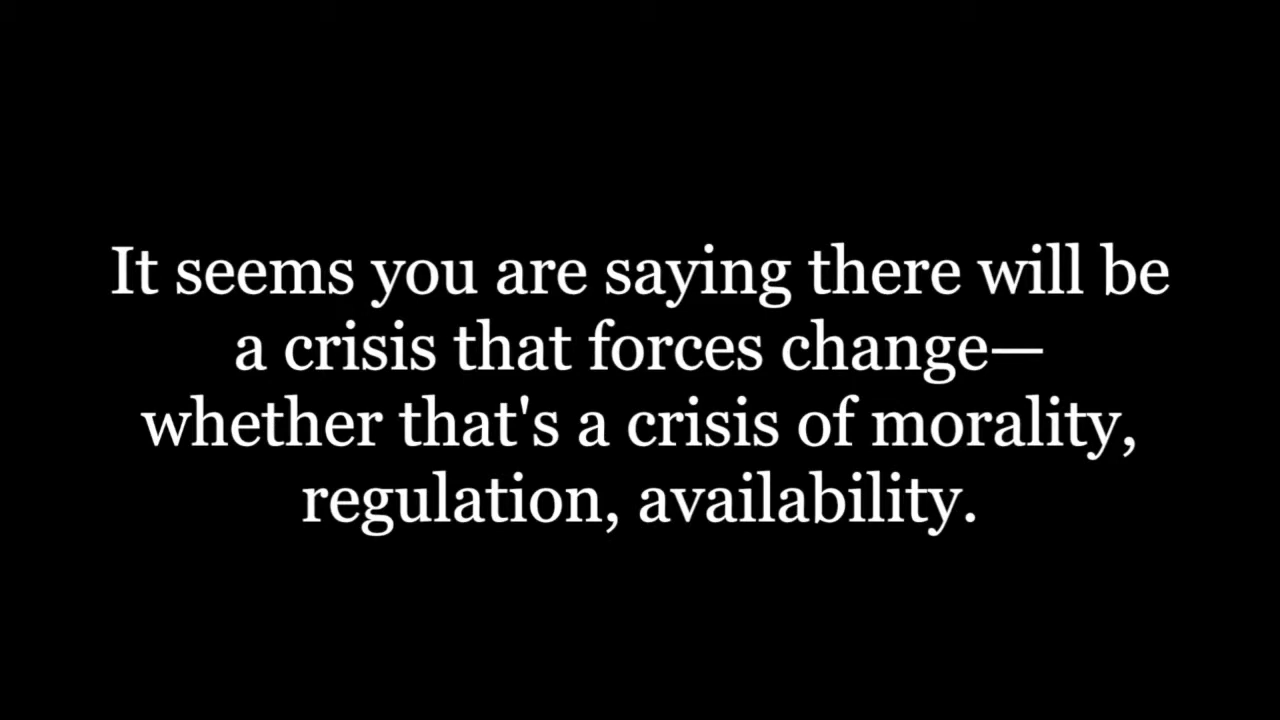 It seems you are saying there will be
a crisis that forces change—
whether that's a crisis of morality,
regulation, availability.